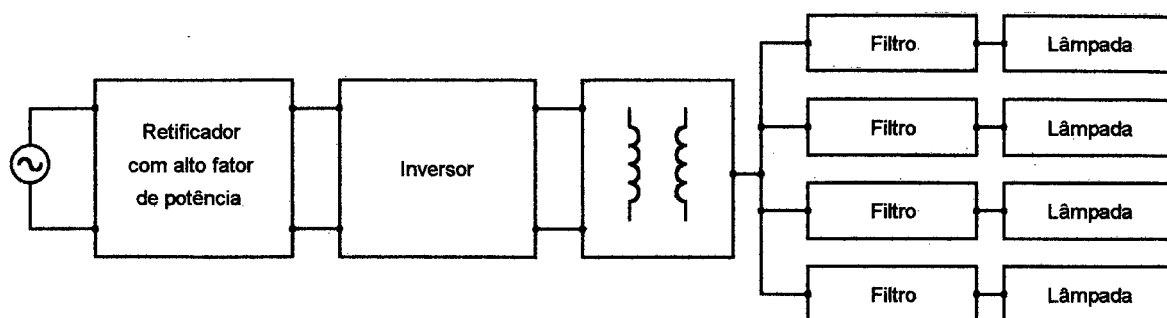 Retificador
com alto fator
de potência
Inversor
Filtro
Lâmpada
Filtro
Lâmpada
Filtro
Lâmpada
Filtro
Lâmpada